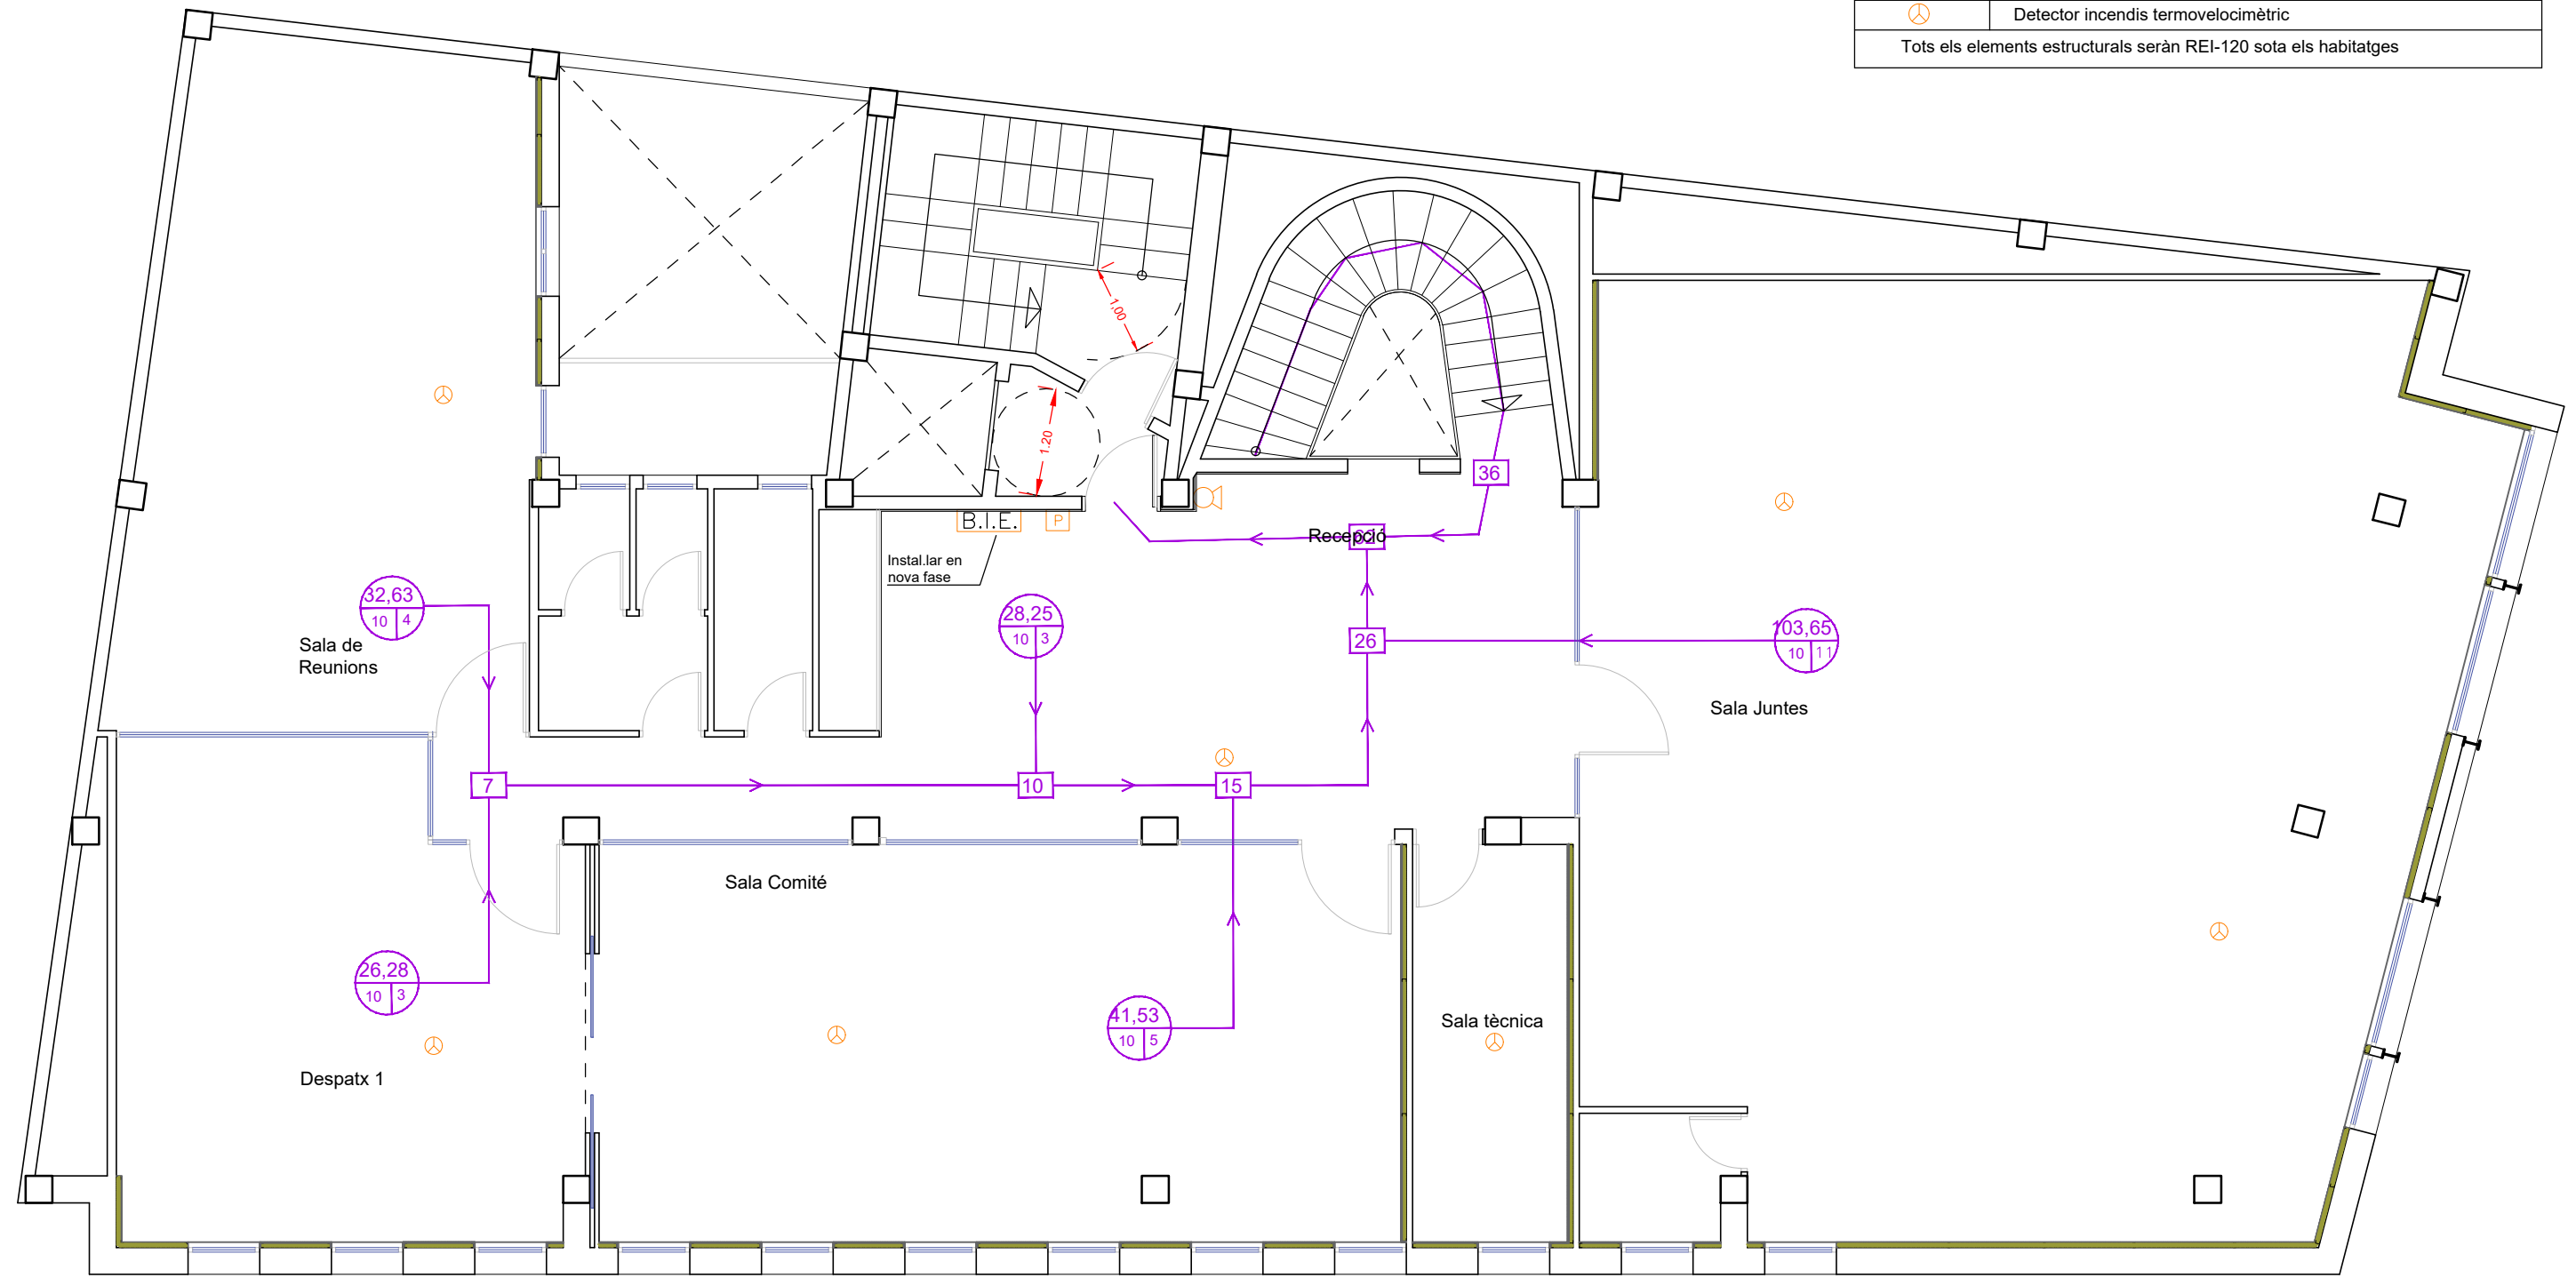 Detector incendis termovelocimètric
Tots els elements estructurals seràn REI-120 sota els habitatges
1,00
1.20
36
B.I.E.
P
Recepció
Instal.lar en
nova fase
32,63
10
4
28,25
10
3
26
103,65
10
11
Sala de
Reunions
Sala Juntes
7
10
15
Sala Comité
26,28
10
3
41,53
10
5
Sala tècnica
Despatx 1